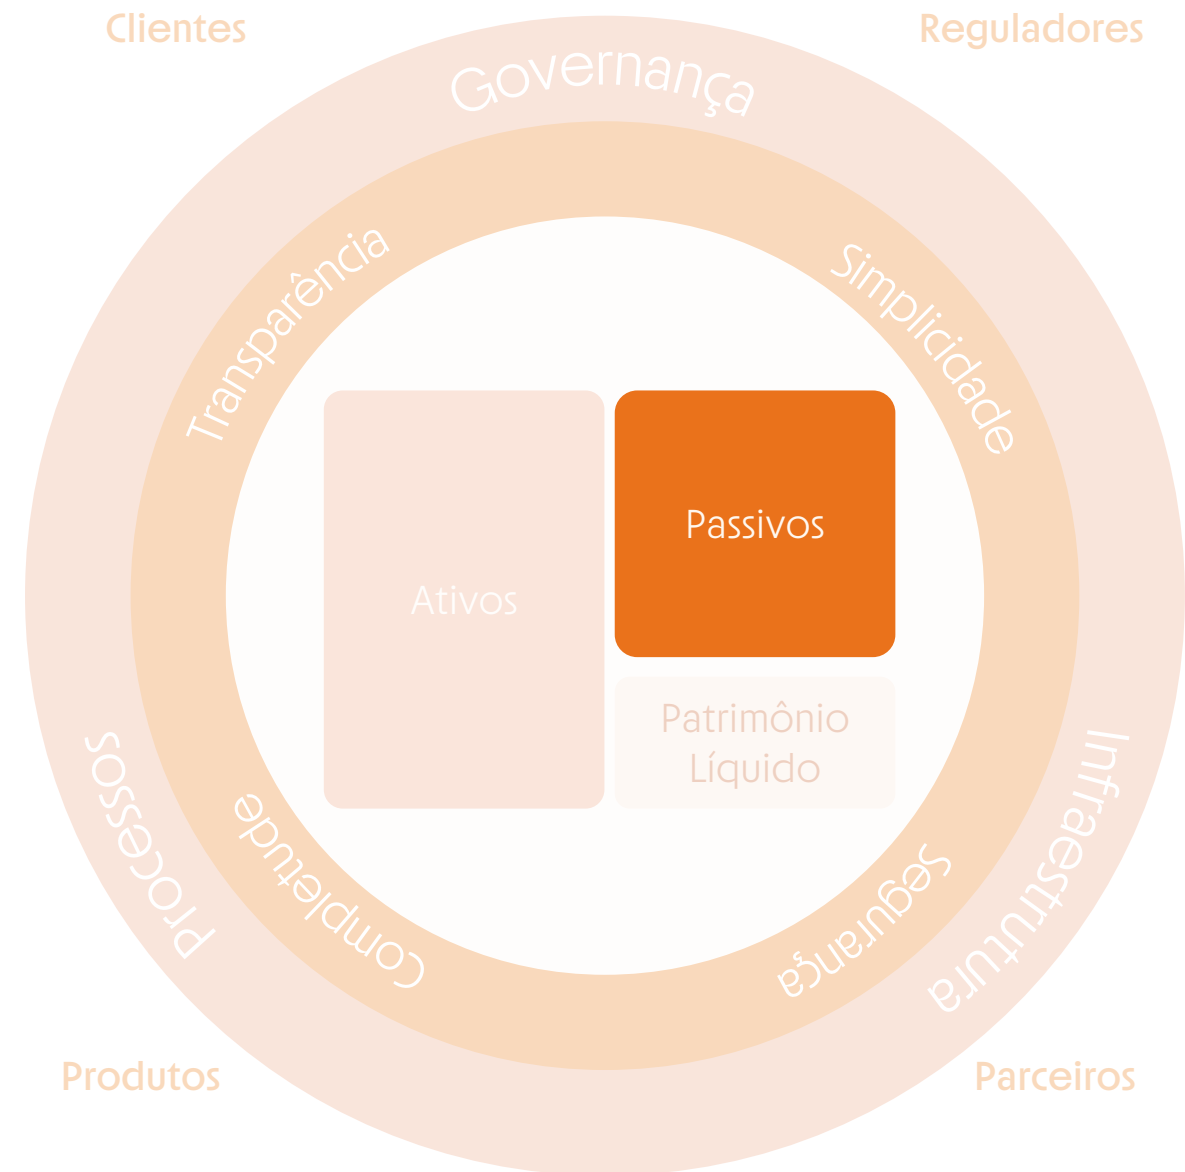 Clientes
Reguladores
Governança
Transparência
Simplicidade
Passivos
Ativos
Patrimônio
Líquido
Processos
Completude
Segurança
Infraestrutura
Produtos
Parceiros